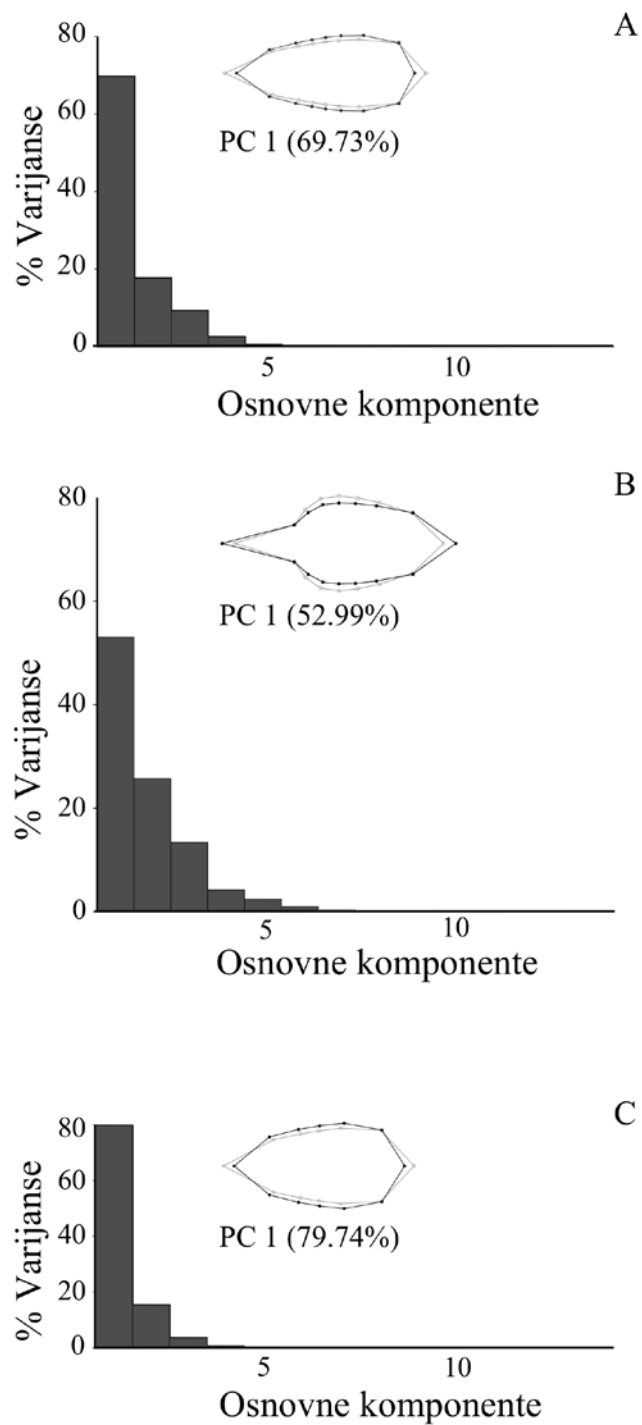 A
80
PC 1 (69.73%)
60
40
20
0
% Varijanse
5 10
Osnovne komponente
B
80
PC 1 (52.99%)
60
40
20
0
% Varijanse
5 10
Osnovne komponente
C
80
60
PC 1 (79.74%)
40
20
0
% Varijanse
5 10
Osnovne komponente